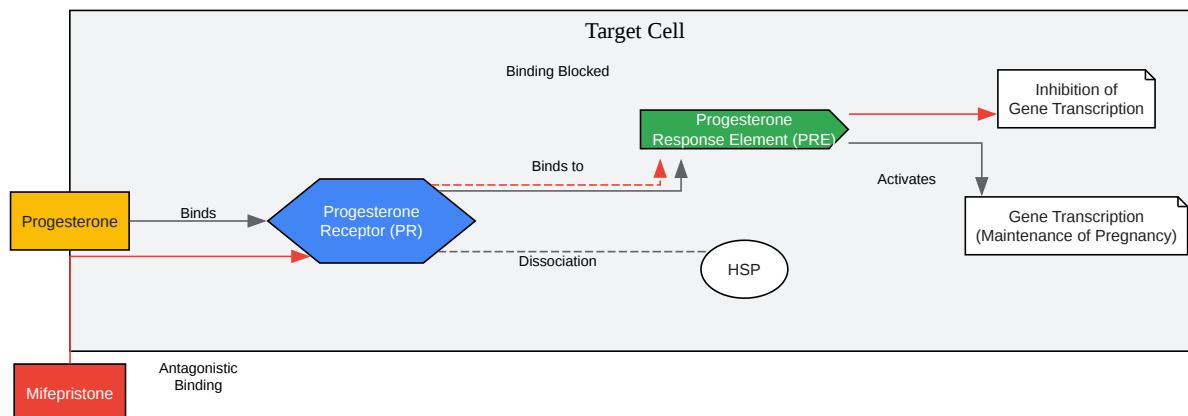 Target Cell
Binding Blocked
Inhibition of
Gene Transcription
Progesterone
Response Element (PRE)
Binds to
Activates
Progesterone
Binds
Progesterone
Receptor (PR)
Gene Transcription
(Maintenance of Pregnancy)
Dissociation
HSP
Antagonistic
Binding
Mifepristone